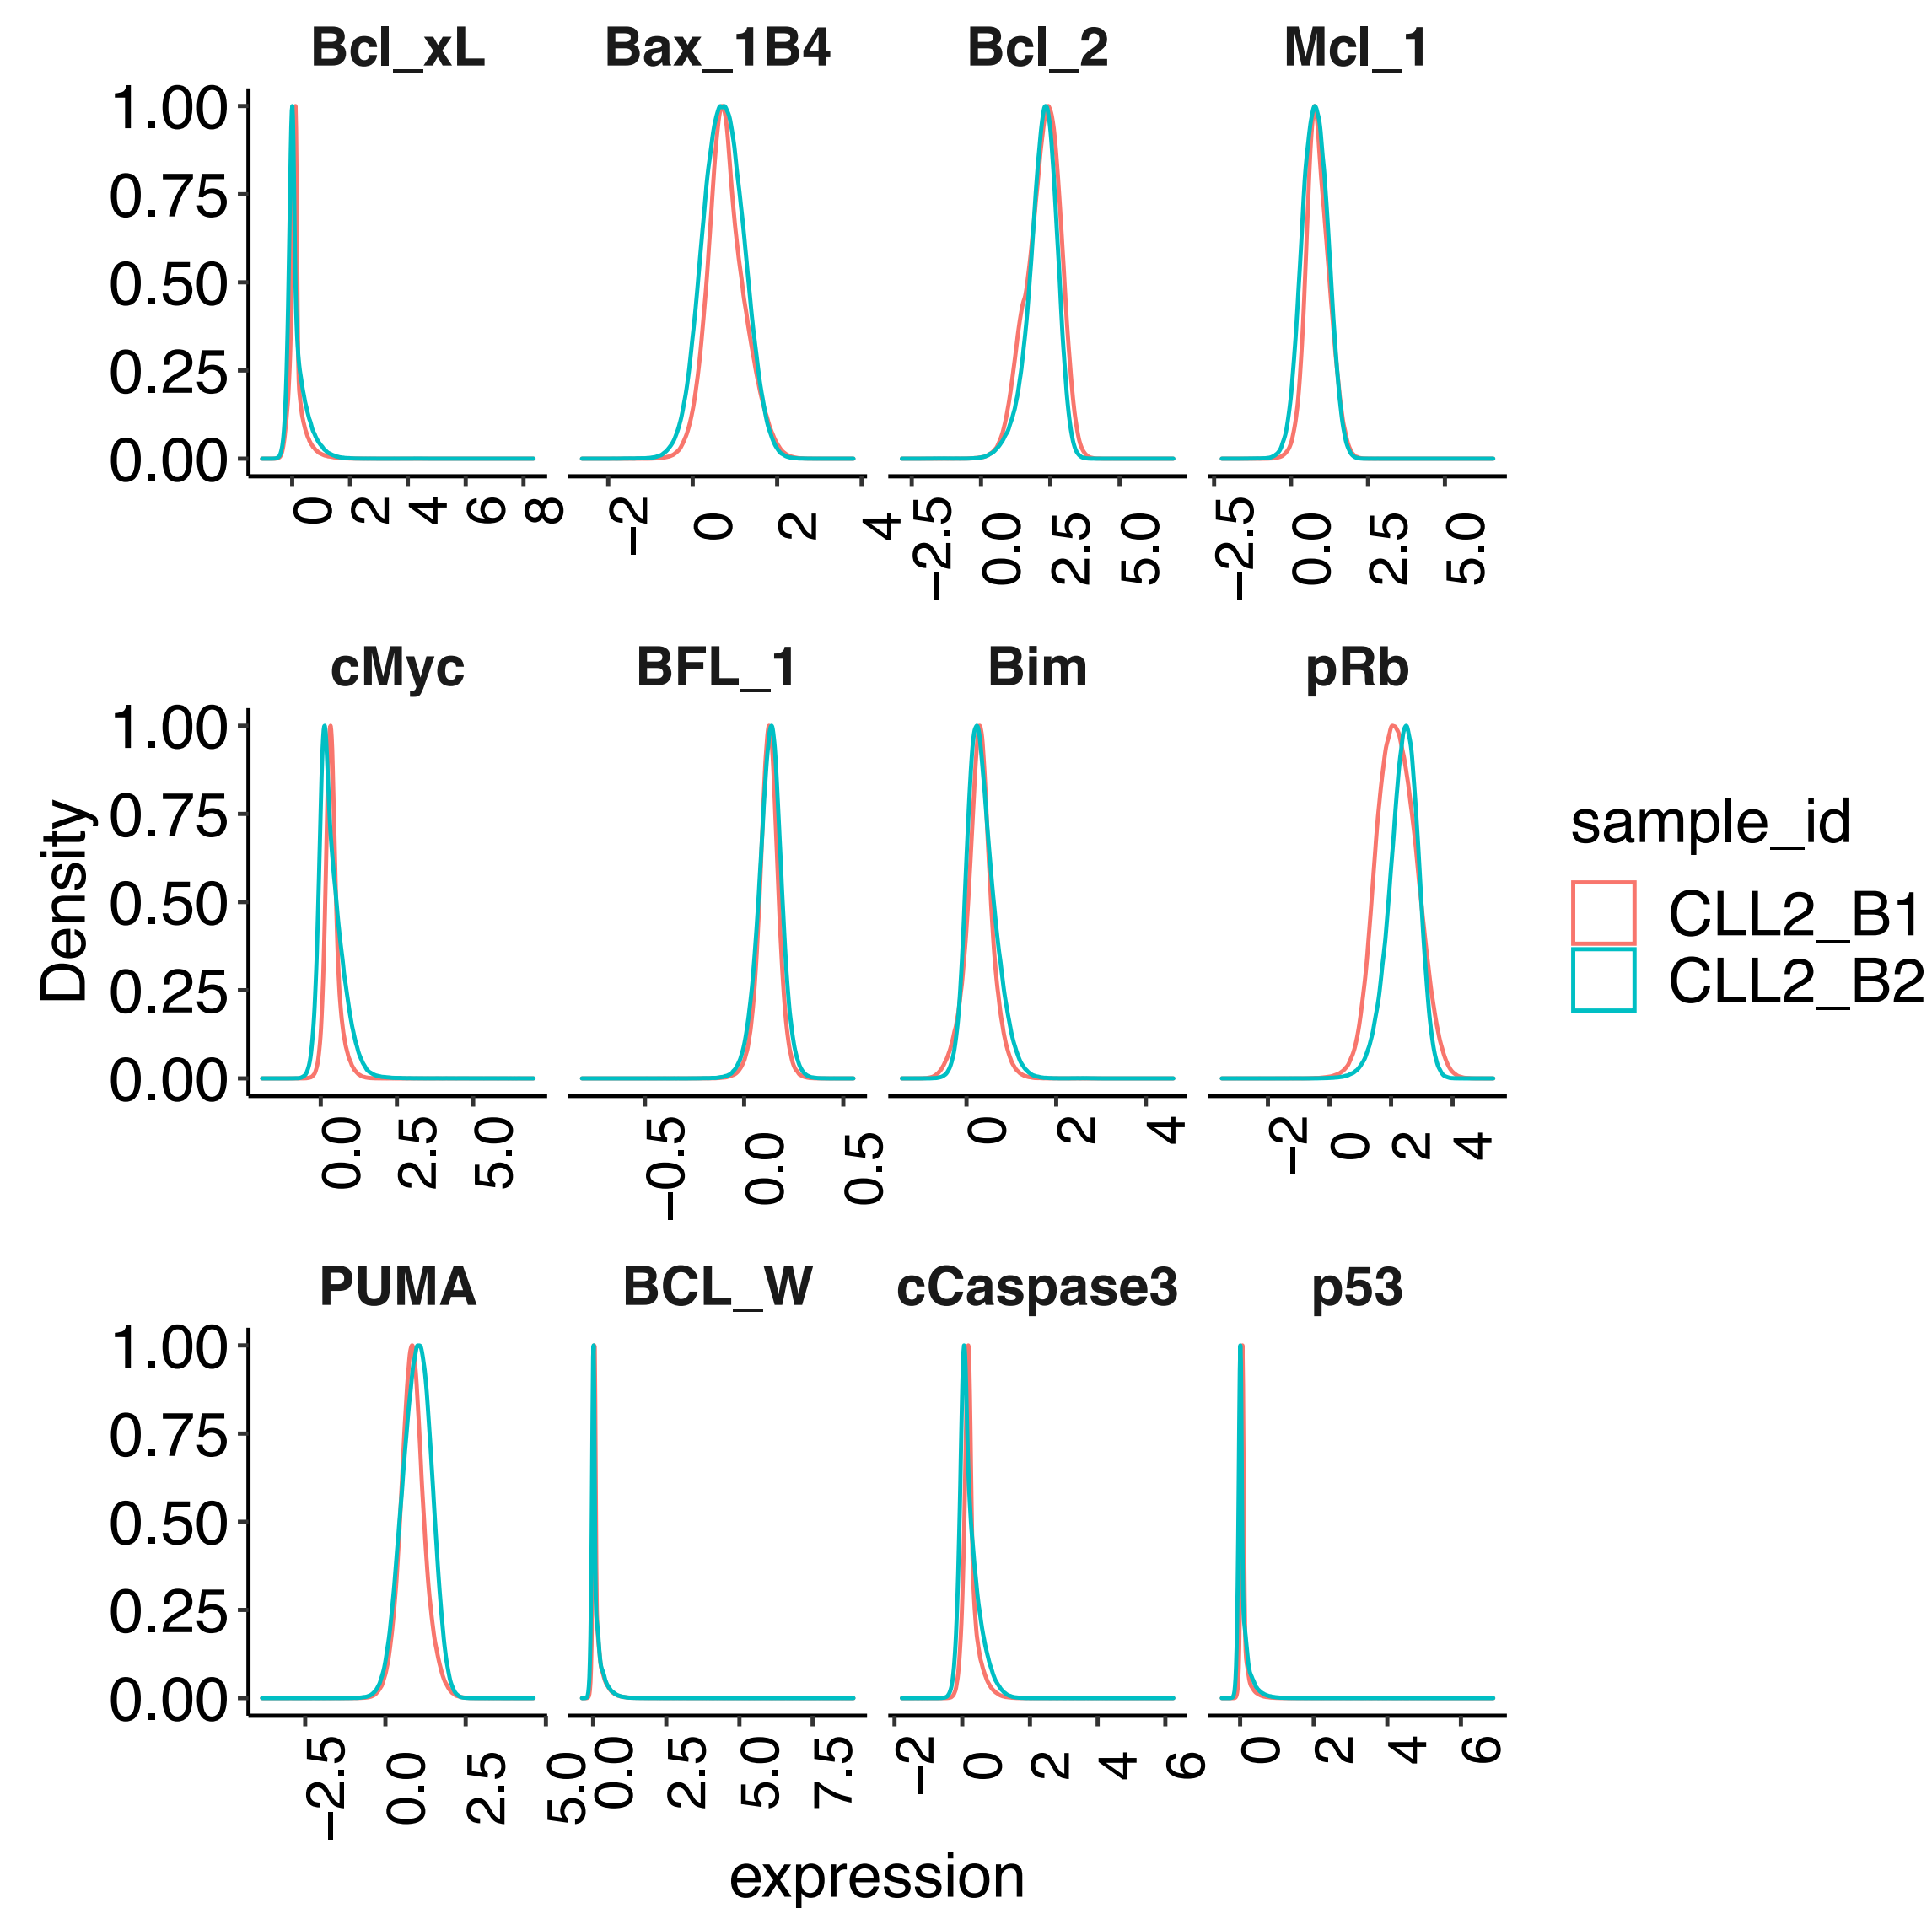 Bcl_xL Bax_1B4 Bcl_2 Mcl_1
1.00
0.75
0.50
0.25
0.00
0 2 4 6 8 −2 0 2 4 −2.5 0.0 2.5 5.0 −2.5 0.0 2.5 5.0
cMyc BFL_1 Bim pRb
1.00
0.75
0.50
0.25
0.00
0.0 2.5 5.0 −0.5 0.0 0.5 0 2 4 −2 0 2 4
PUMA BCL_W cCaspase3 p53
1.00
0.75
0.50
0.25
0.00
−2.5 0.0 2.5 5.0 0.0 2.5 5.0 7.5 −2 0 2 4 6 0 2 4 6
Density
expression
sample_id
CLL2_B1
CLL2_B2